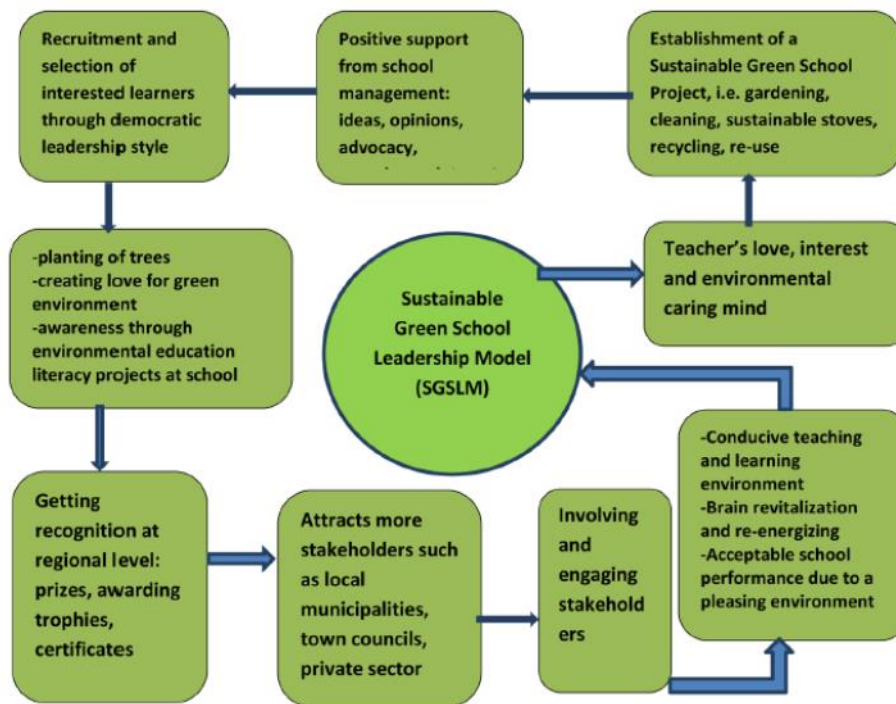 Recruitment and
selection of
interested learners
through democratic
leadership style
Positive support
from school
management:
ideas, opinions,
advocacy,
Establishment of a
Sustainable Green School
Project, i.e. gardening,
cleaning, sustainable stoves,
recycling, re-use
Teacher's love, interest
and environmental
caring mind
-planting of trees
-creating love for green
environment
-awareness through
environmental education
literacy projects at school
Sustainable
Green School
Leadership Model
(SGSLM)
-Conducive teaching
and learning
environment
-Brain revitalization
and re-energizing
-Acceptable school
performance due to a
pleasing environment
Getting
recognition at
regional level:
prizes, awarding
trophies,
certificates
Attracts more
stakeholders such
as local
municipalities,
town councils,
private sector
Involving
and
engaging
stakehold
ers